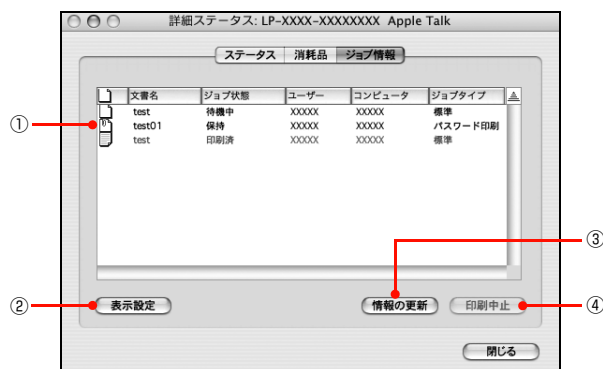 詳細ステータス: LP-XXXX-XXXXXXXX Apple Talk
ステータス 消耗品 ジョブ情報
文書名 ジョブ状態 ユーザー コンピュータ ジョブタイプ
test 待機中 XXXXX XXXXX 標準
① test01 保持 XXXXX XXXXX パスワード印刷
test 印刷済 XXXXX XXXXX 標準
③
② 表示設定 情報の更新 印刷中止 ④
閉じる